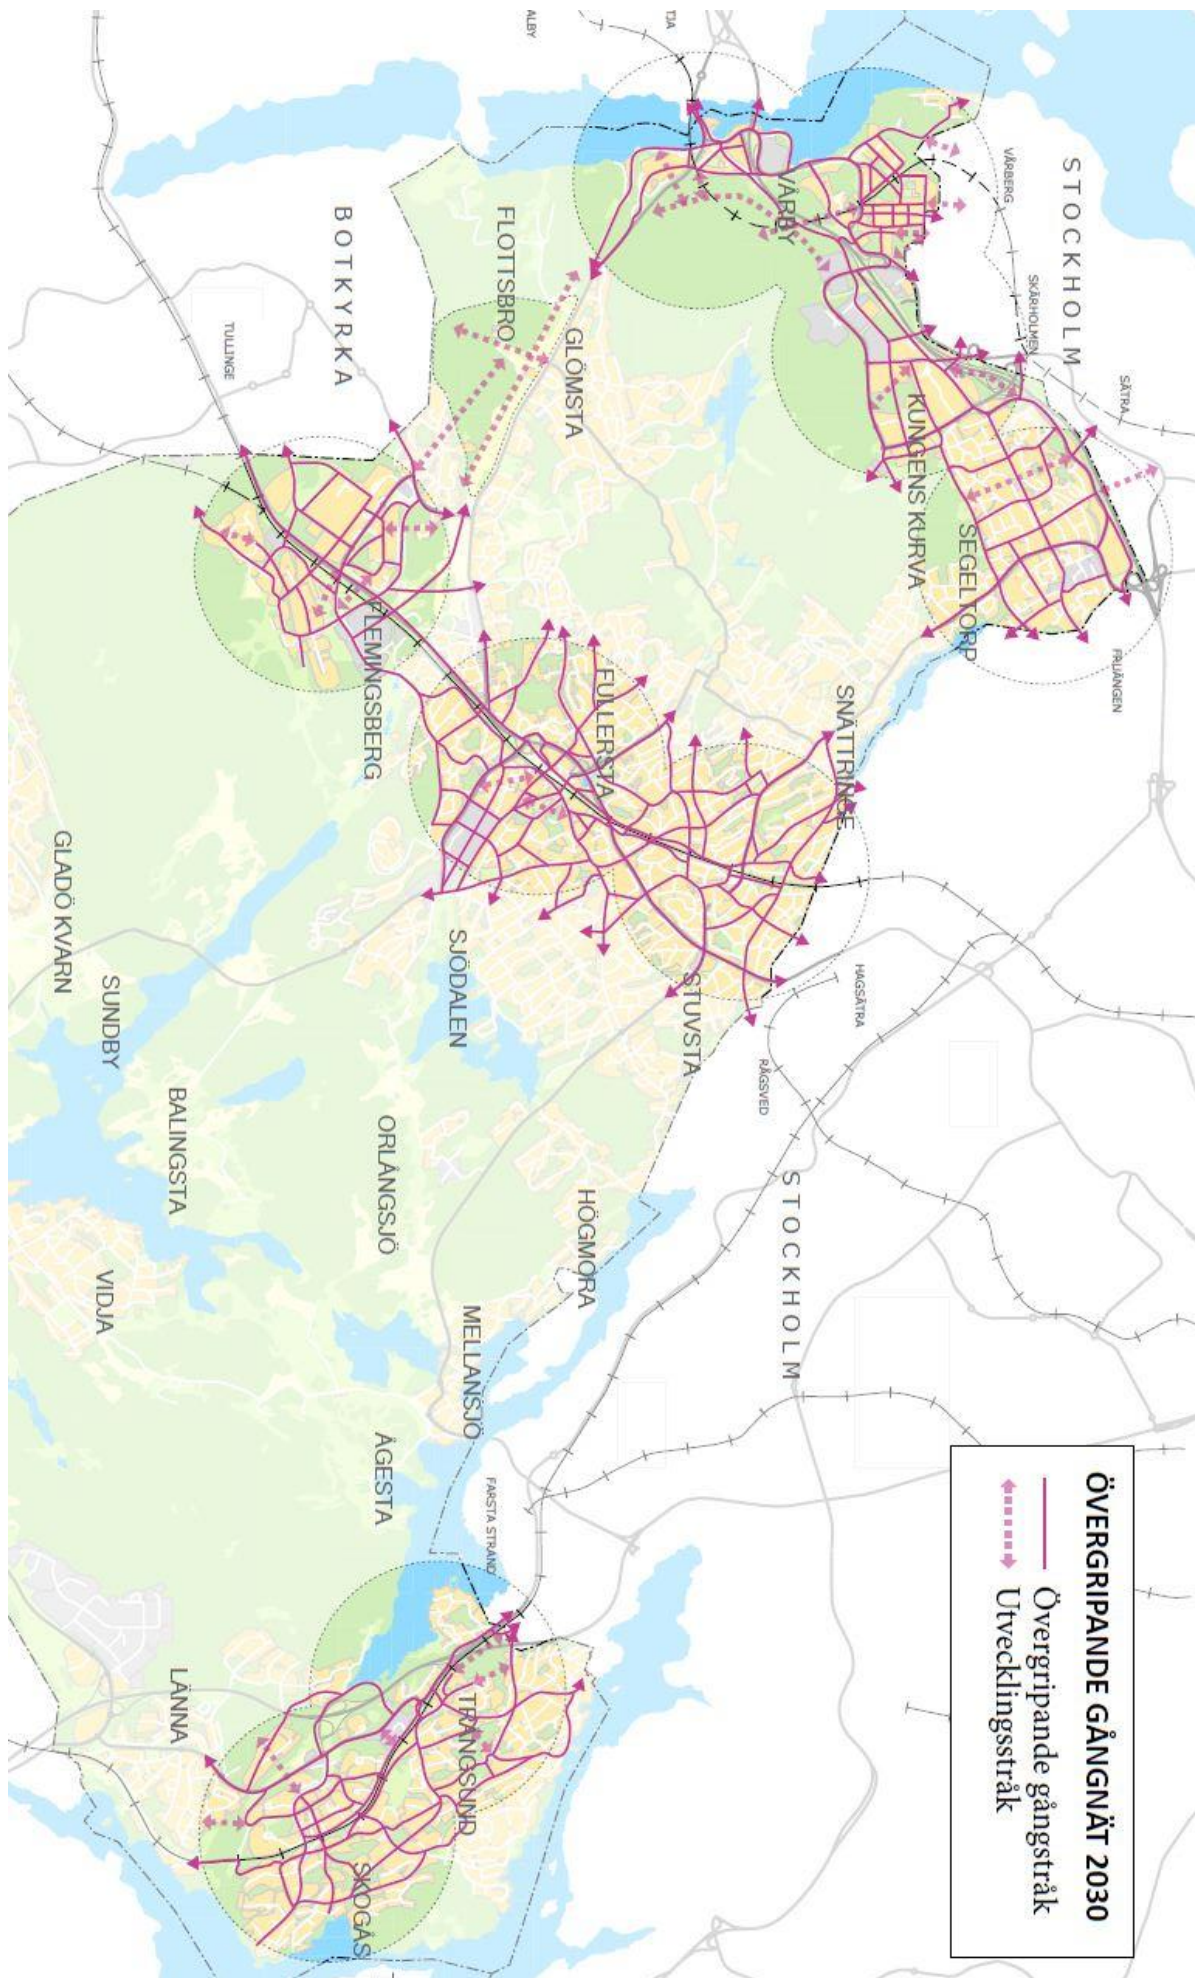 ÖVERGRIPANDE GÅNGNÄT 2030
Övergripande gångstråk
Utvecklingsstråk
ALBY
STOCKHOLM
VÅRBERG
SKÄRHOLMEN
SÄTRA
VÅRBY
BOTKYRKA
FLOTTSBRO
TULLINGE
GLÖMSTA
KUNGENS KURVA
SEGELTORP
FRUÄNGEN
FLEMINGSBERG
FULLERSTA
SNÄTTRINGE
GLADÖ KVARN
SUNDBY
SJÖDALEN
STUVSTA
HAGSÄTRA
RÅGSVED
BALINGSTA
ORLÅNGSJÖ
HÖGMORA
STOCKHOLM
VIDJA
MELLANSJÖ
ÅGESTA
FARSTA STRAND
LÄNNA
TRÅNGSUND
SKOGÅS